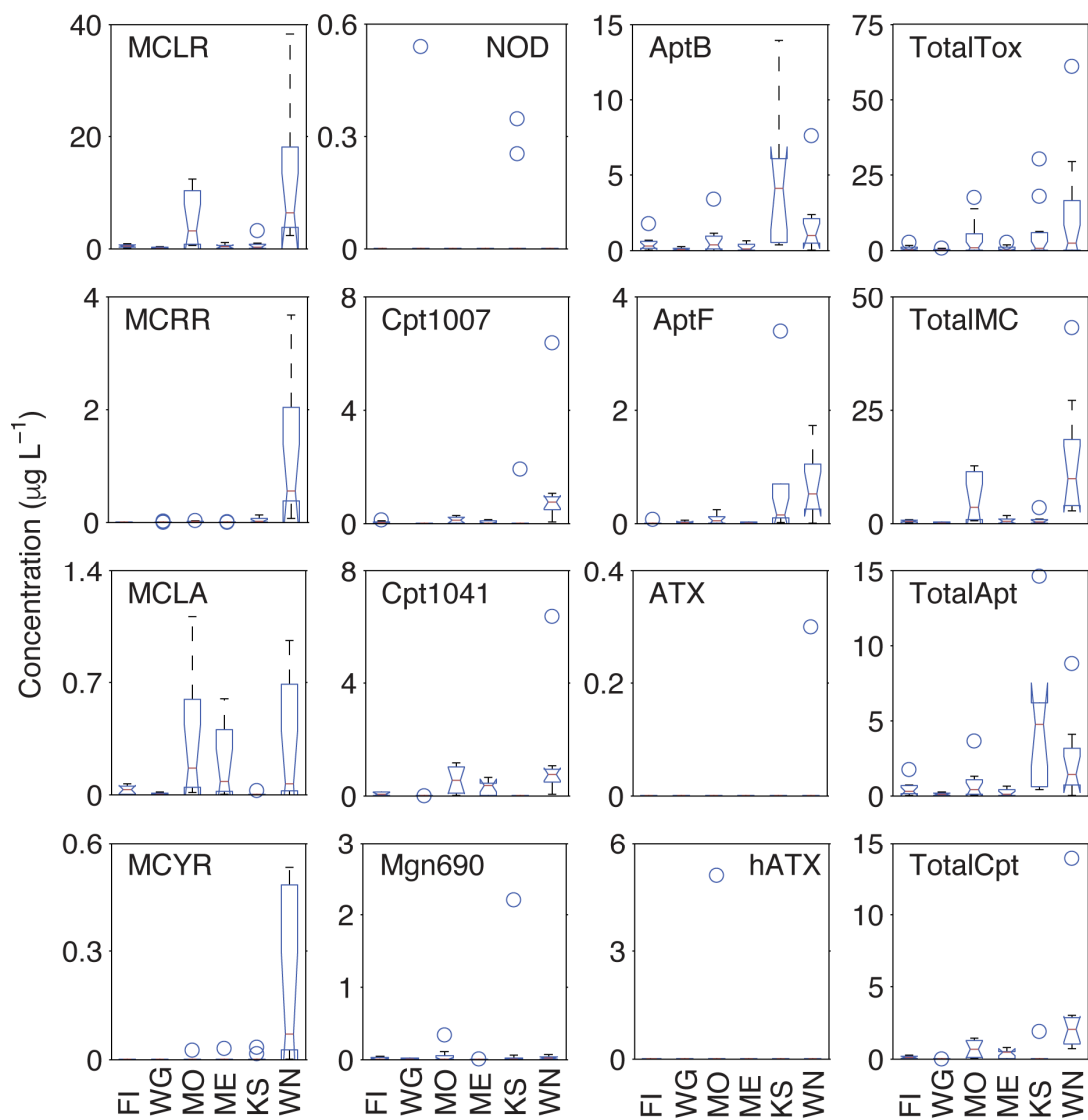 Concentration (μg L⁻¹)
MCLR
40
20
0
NOD
0.6
0.3
0
AptB
15
10
5
0
TotalTox
75
50
25
0
MCRR
4
2
0
Cpt1007
8
4
0
AptF
4
2
0
TotalMC
50
25
0
MCLA
1.4
0.7
0
Cpt1041
8
4
0
ATX
0.4
0.2
0
TotalApt
15
10
5
0
MCYR
0.6
0.3
0
Mgn690
3
2
1
0
hATX
6
3
0
TotalCpt
15
10
5
0
FI WG MO ME KS WN
FI WG MO ME KS WN
FI WG MO ME KS WN
FI WG MO ME KS WN